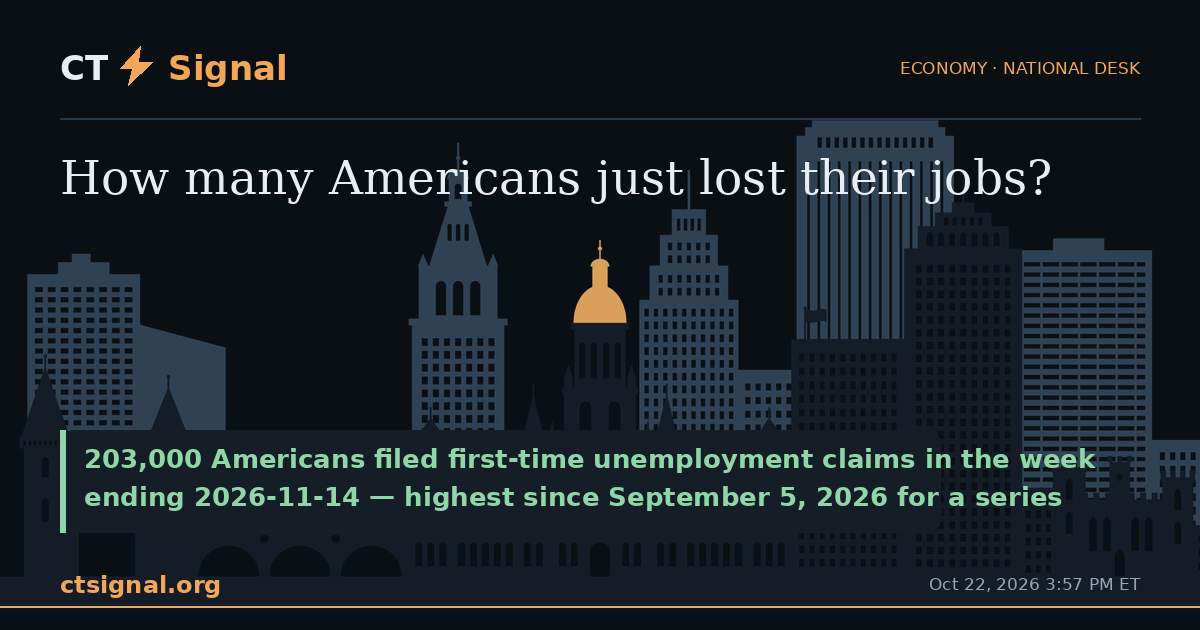 CT Signal
ECONOMY · NATIONAL DESK
How many Americans just lost their jobs?
203,000 Americans filed first-time unemployment claims in the week
ending 2026-11-14 — highest since September 5, 2026 for a series
ctsignal.org
Oct 22, 2026 3:57 PM ET